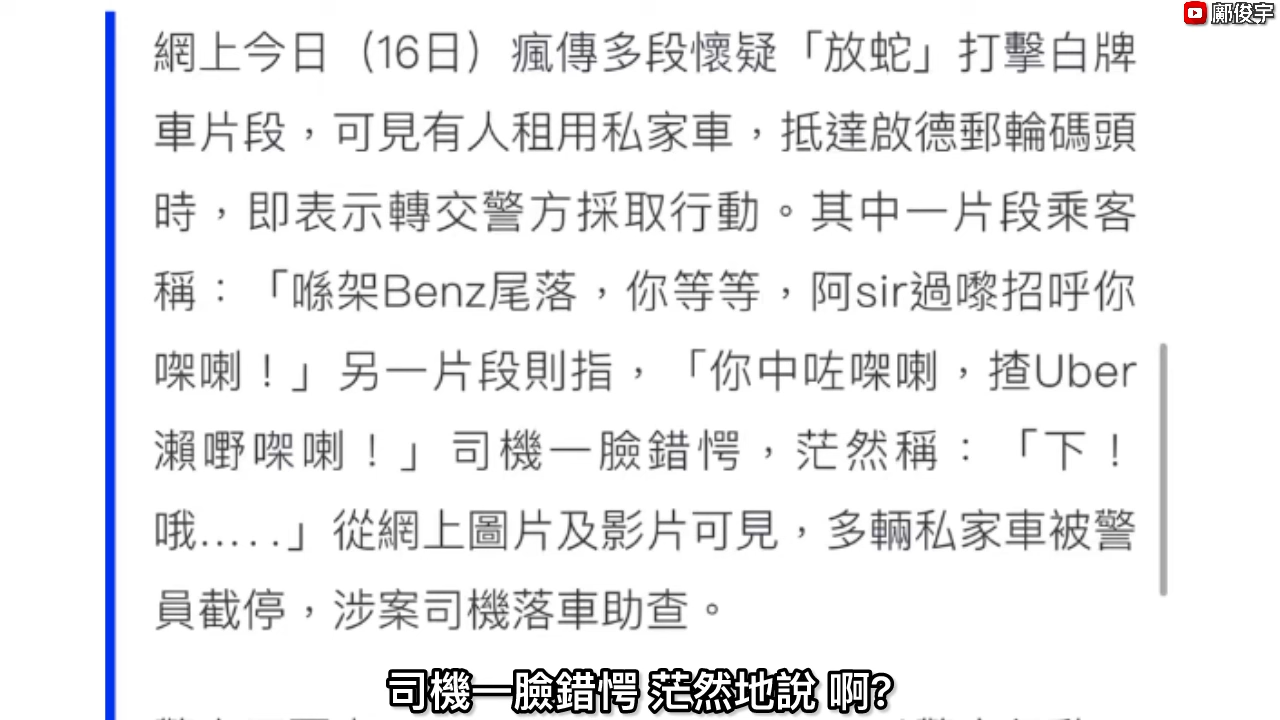 鄺俊宇
網上今日（16日）瘋傳多段懷疑「放蛇」打擊白牌
車片段，可見有人租用私家車，抵達啟德郵輪碼頭
時，即表示轉交警方採取行動。其中一片段乘客
稱：「喺架Benz尾落，你等等，阿sir過嚟招呼你
㗎喇！」另一片段則指，「你中咗㗎喇，揸Uber
瀨嘢㗎喇！」司機一臉錯愕，茫然稱：「下！
哦.....」從網上圖片及影片可見，多輛私家車被警
員截停，涉案司機落車助查。
司機一臉錯愕 茫然地說 啊?